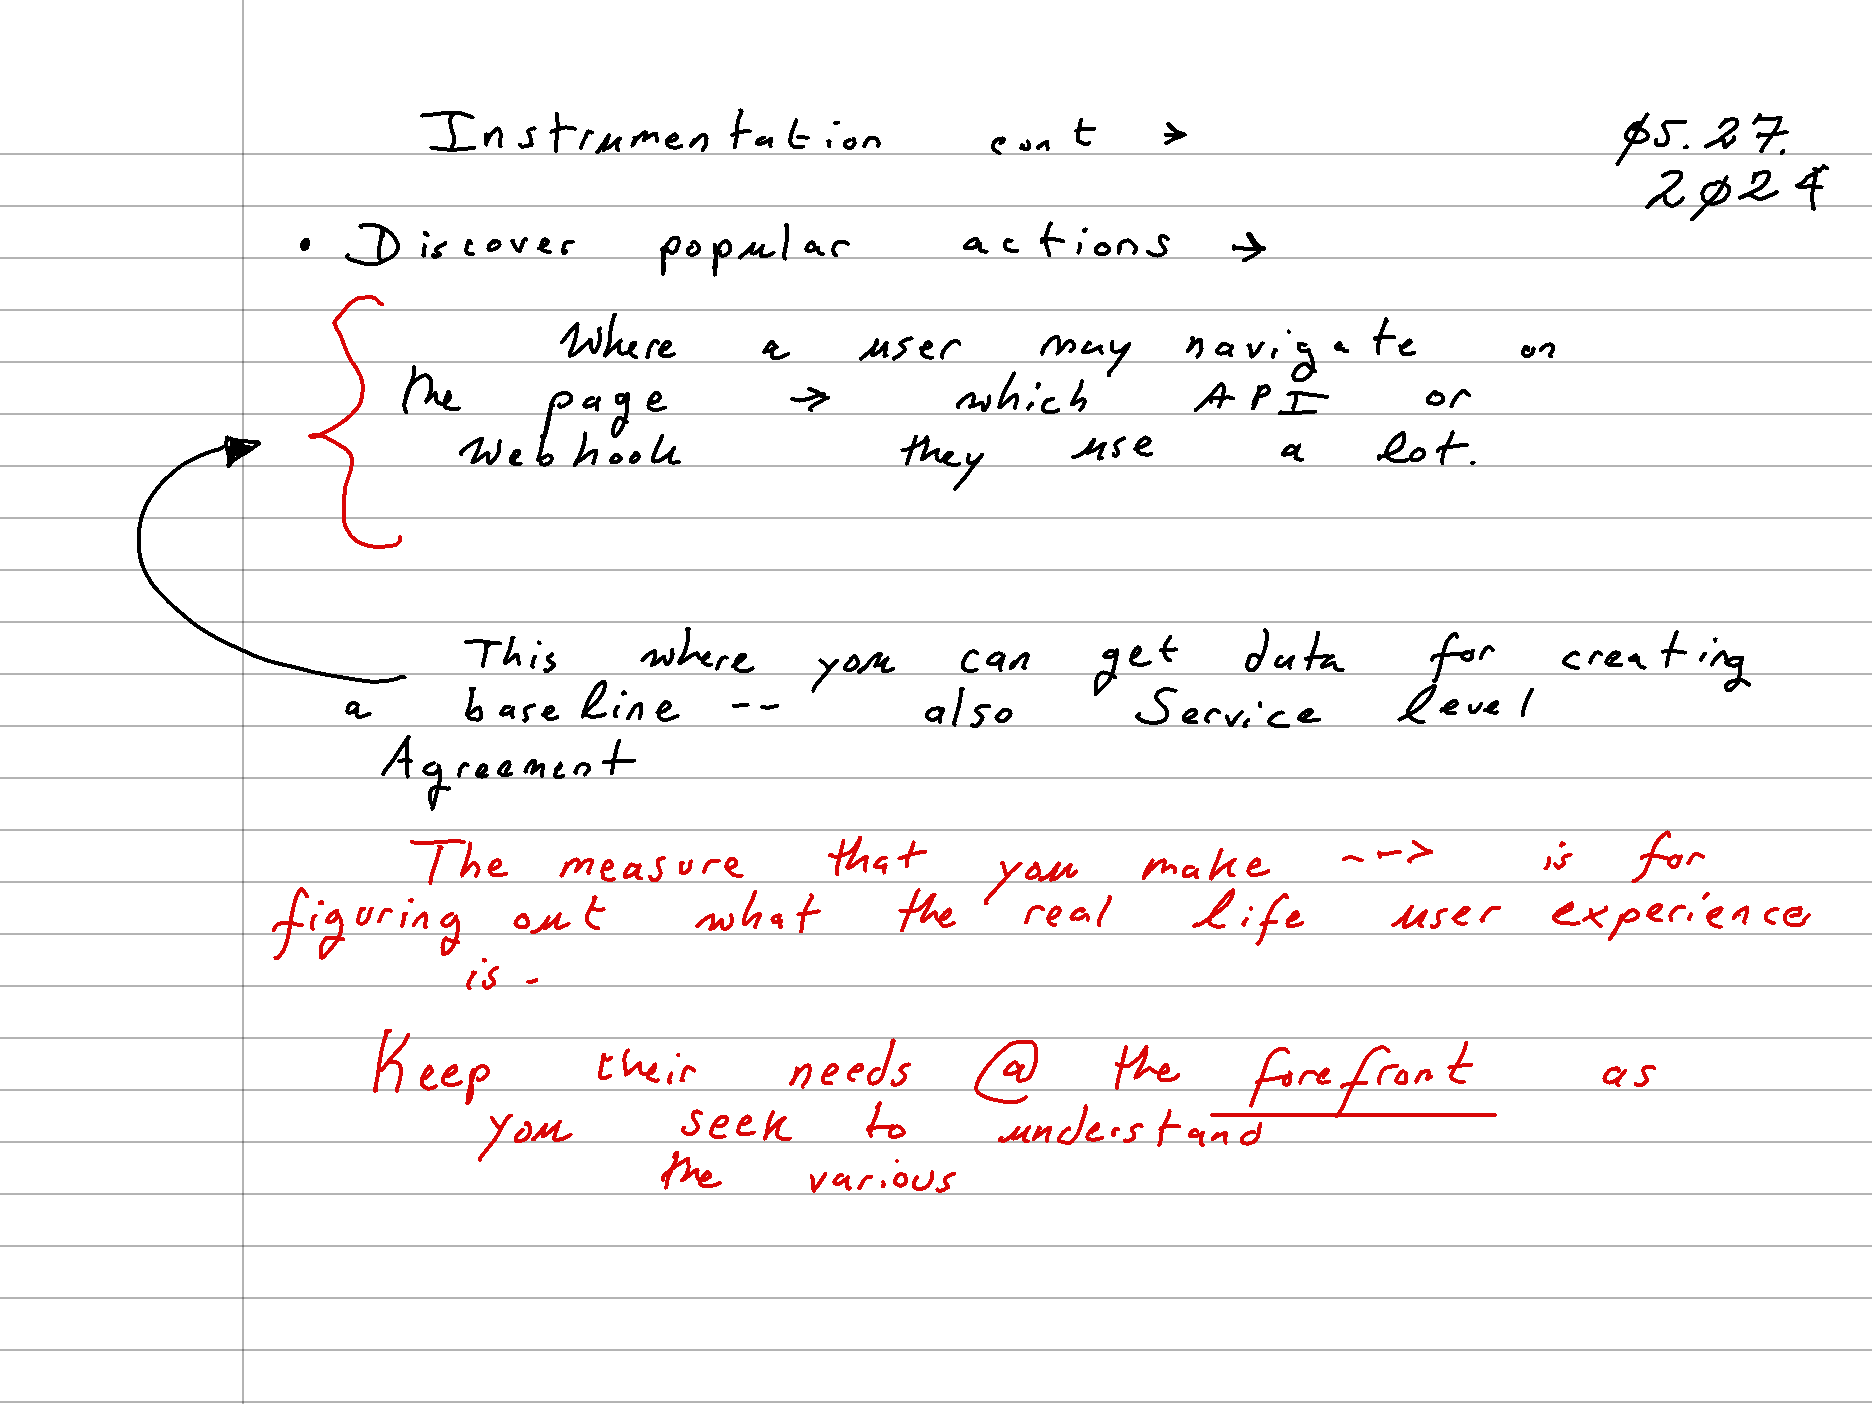 Instrumentation cont →
Ø5.27.
2Ø24
• Discover popular actions →
Where a user may navigate on
the page → which API or
Webhook they use a lot.
This where you can get data for creating
a baseline -- also Service level
Agreement
The measure that you make --> is for
figuring out what the real life user experience
is -
Keep their needs @ the forefront as
you seek to understand
the various